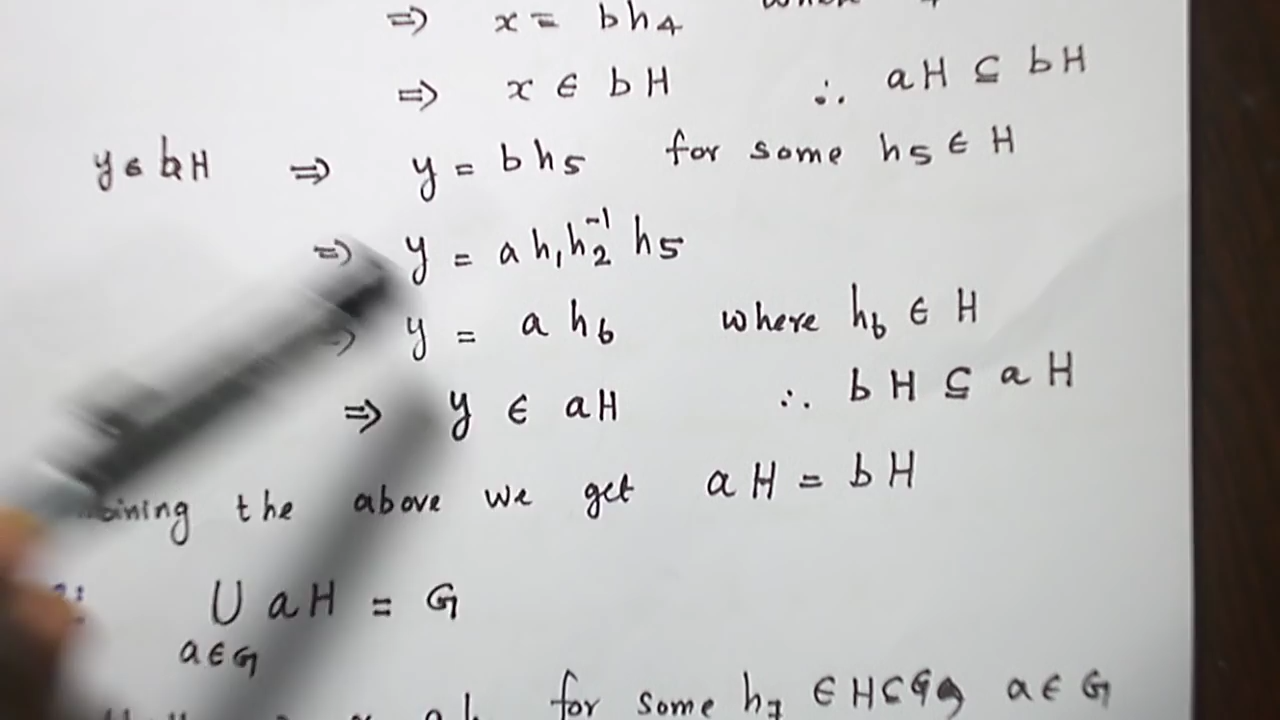 ⇒ x = bh₄
⇒ x ∈ bH ∴ aH ⊆ bH
y ∈ bH ⇒ y = bh₅ for some h₅ ∈ H
⇒ y = ah₁h₂⁻¹h₅
⇒ y = ah₆ where h₆ ∈ H
⇒ y ∈ aH ∴ bH ⊆ aH
the above we get aH = bH
∪ aH = G
a∈G
for some h₇ ∈ H⊆G, a ∈ G